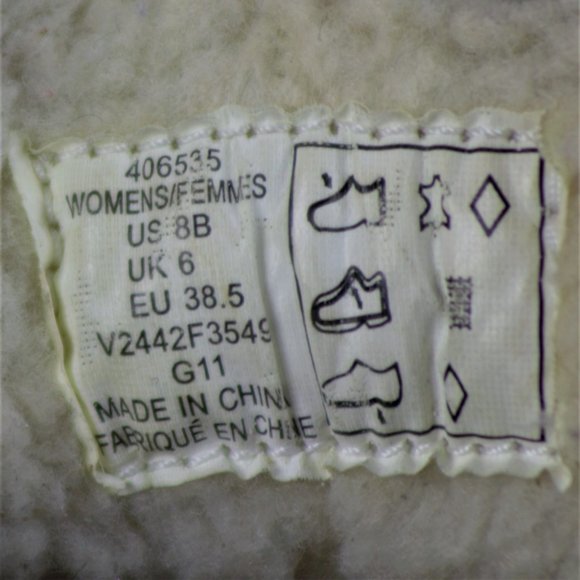 406535
WOMENS/FEMMES
US 8B
UK 6
EU 38.5
V2442F3549
G11
MADE IN CHINA
FABRIQUÉ EN CHINE